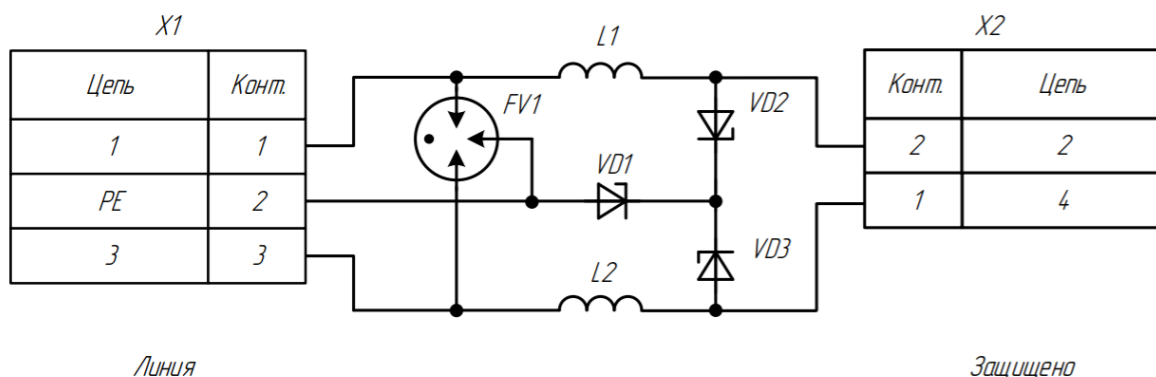 X1
X2
L1
Цепь Конт.
FV1
VD2
Конт. Цепь
1 1
2 2
VD1
PE 2
1 4
3 3
VD3
L2
Линия
Защищено